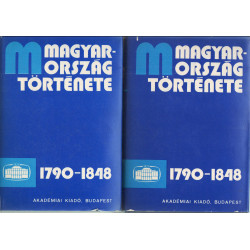 MAGYAR-
ORSZÁG
TÖRTÉNETE
1790-1848
AKADÉMIAI KIADÓ, BUDAPEST
MAGYAR-
ORSZÁG
TÖRTÉNETE
1790-1848
AKADÉMIAI KIADÓ, BUDAPEST